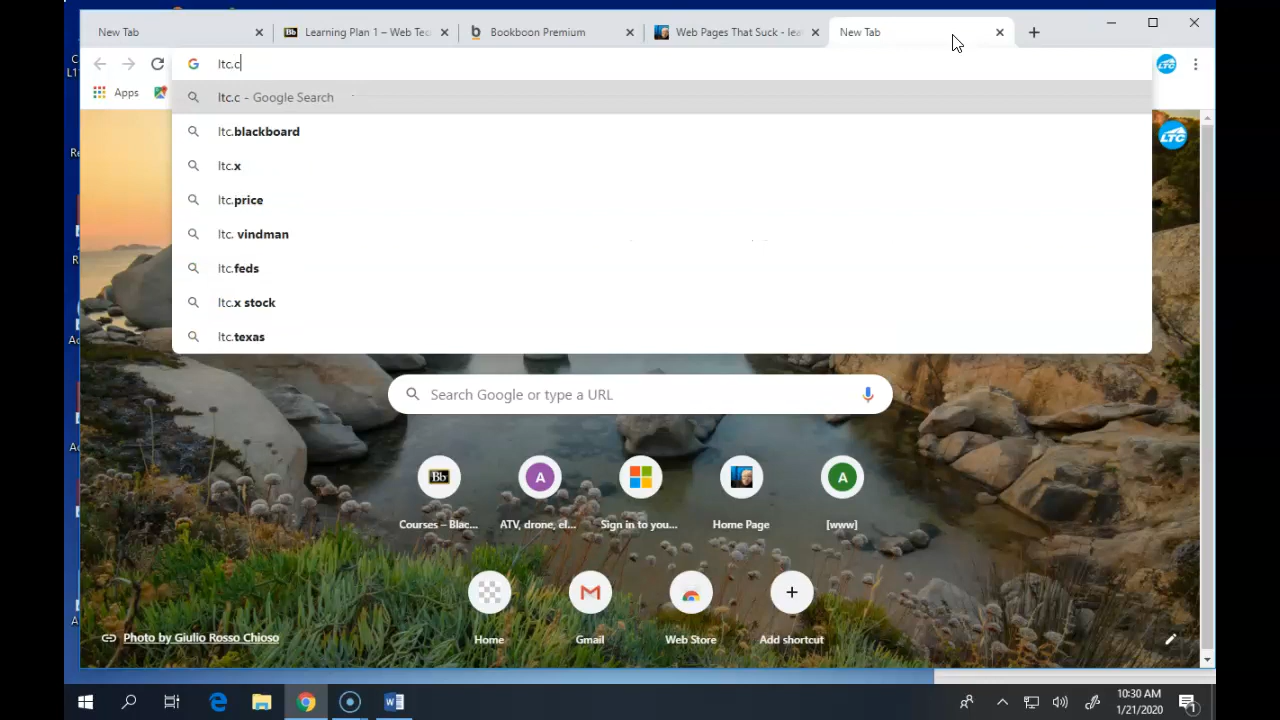 New Tab
Learning Plan 1 – Web Tec
Bookboon Premium
Web Pages That Suck - lea
New Tab
ltc.c
LTC
Apps
ltc.c - Google Search
ltc.blackboard
LTC
ltc.x
ltc.price
ltc. vindman
ltc.feds
ltc.x stock
ltc.texas
Search Google or type a URL
Bb
A
A
Courses – Blac...
ATV, drone, el...
Sign in to you...
Home Page
[www]
Home
Gmail
Web Store
Add shortcut
Photo by Giulio Rosso Chioso
10:30 AM
1/21/2020